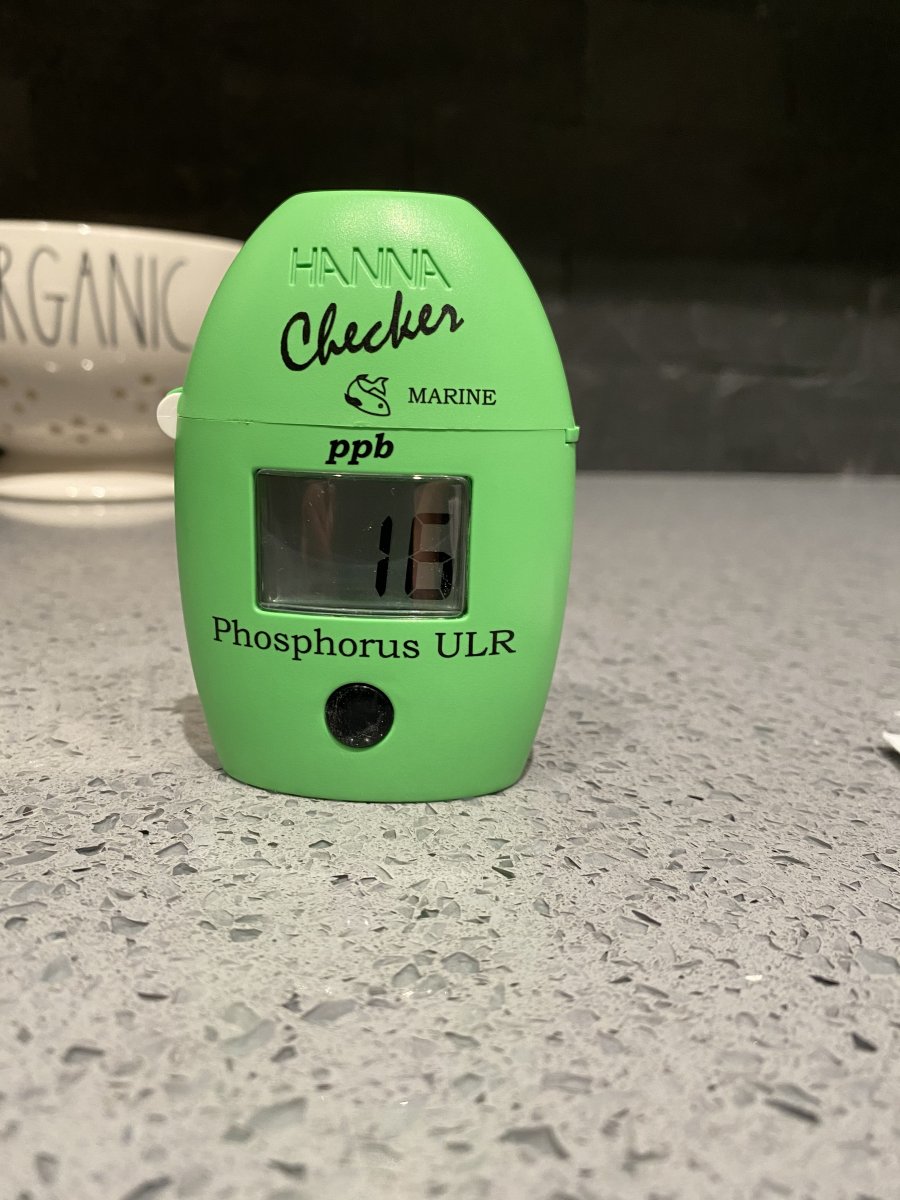 HANNA
Checker
MARINE
ppb
16
Phosphorus ULR
RGANIC